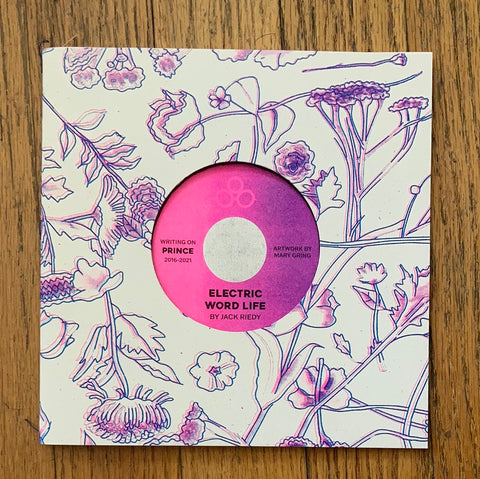 WRITING ON
PRINCE
2016-2021
ARTWORK BY
MARY GRING
ELECTRIC
WORD LIFE
BY JACK RIEDY